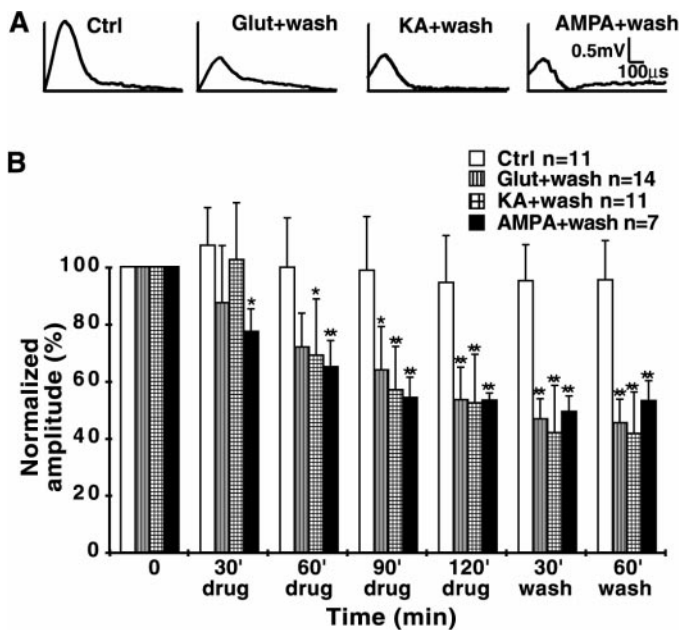 A
Ctrl
Glut+wash
KA+wash
AMPA+wash
0.5mV
100µs
B
Ctrl n=11
Glut+wash n=14
KA+wash n=11
AMPA+wash n=7
Normalized
amplitude (%)
100
80
60
40
20
0
*
*
**
*
**
**
**
**
**
**
**
**
**
**
**
0
30'
drug
60'
drug
90'
drug
120'
drug
30'
wash
60'
wash
Time (min)